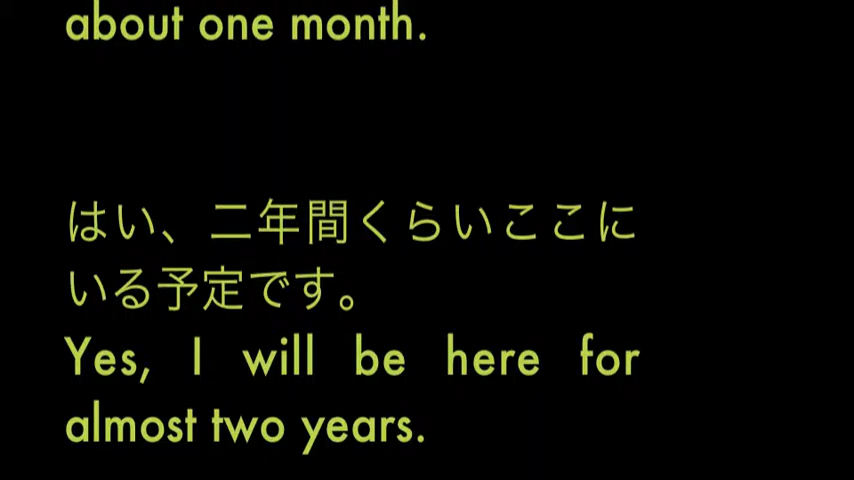 about one month.
はい、二年間くらいここに
いる予定です。
Yes, I will be here for
almost two years.